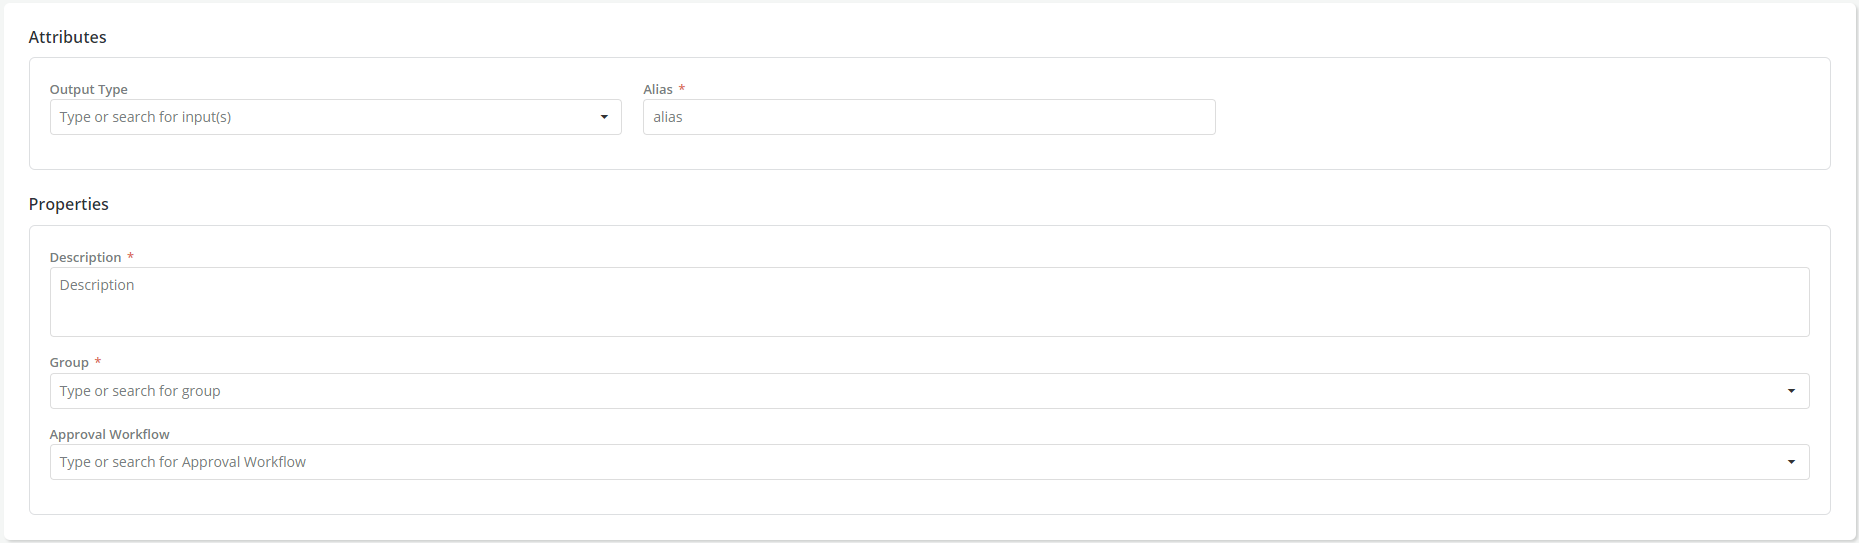 Attributes
Output Type
Alias *
Type or search for input(s)
alias
Properties
Description *
Description
Group *
Type or search for group
Approval Workflow
Type or search for Approval Workflow